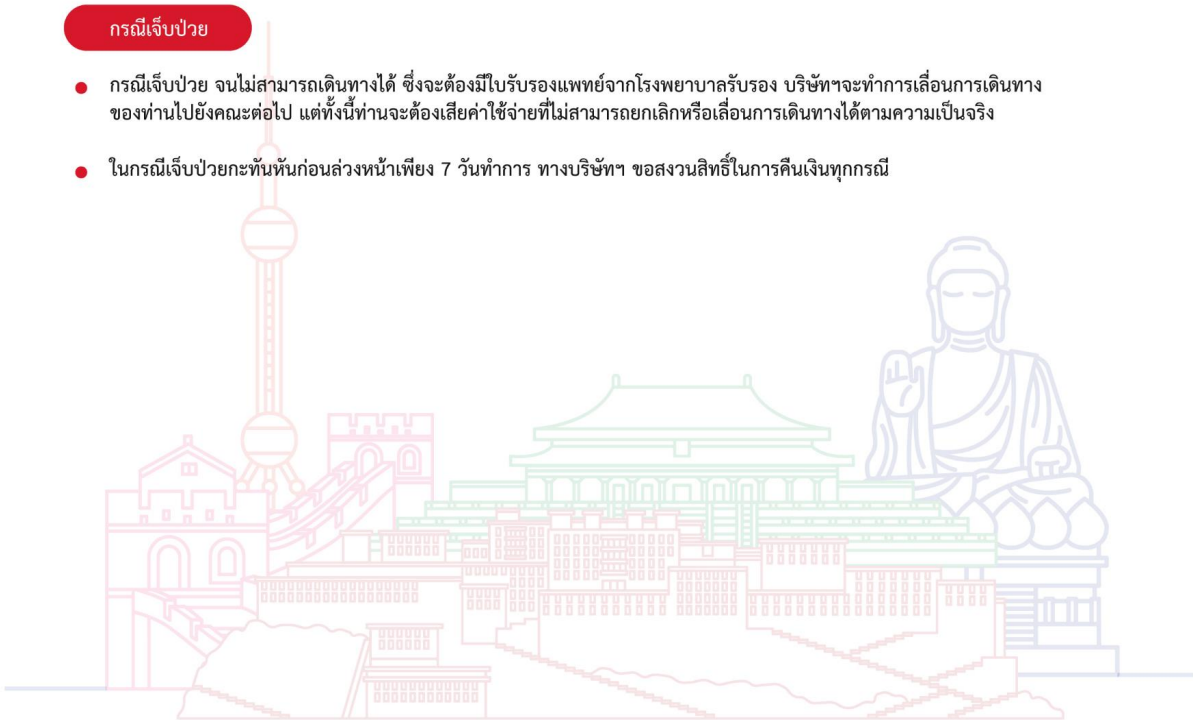 กรณีเจ็บป่วย
กรณีเจ็บป่วย จนไม่สามารถเดินทางได้ ซึ่งจะต้องมีใบรับรองแพทย์จากโรงพยาบาลรับรอง บริษัทฯจะทำการเลื่อนการเดินทาง
ของท่านไปยังคณะต่อไป แต่ทั้งนี้ท่านจะต้องเสียค่าใช้จ่ายที่ไม่สามารถยกเลิกหรือเลื่อนการเดินทางได้ตามความเป็นจริง
ในกรณีเจ็บป่วยกะทันหันก่อนล่วงหน้าเพียง 7 วันทำการ ทางบริษัทฯ ขอสงวนสิทธิ์ในการคืนเงินทุกกรณี